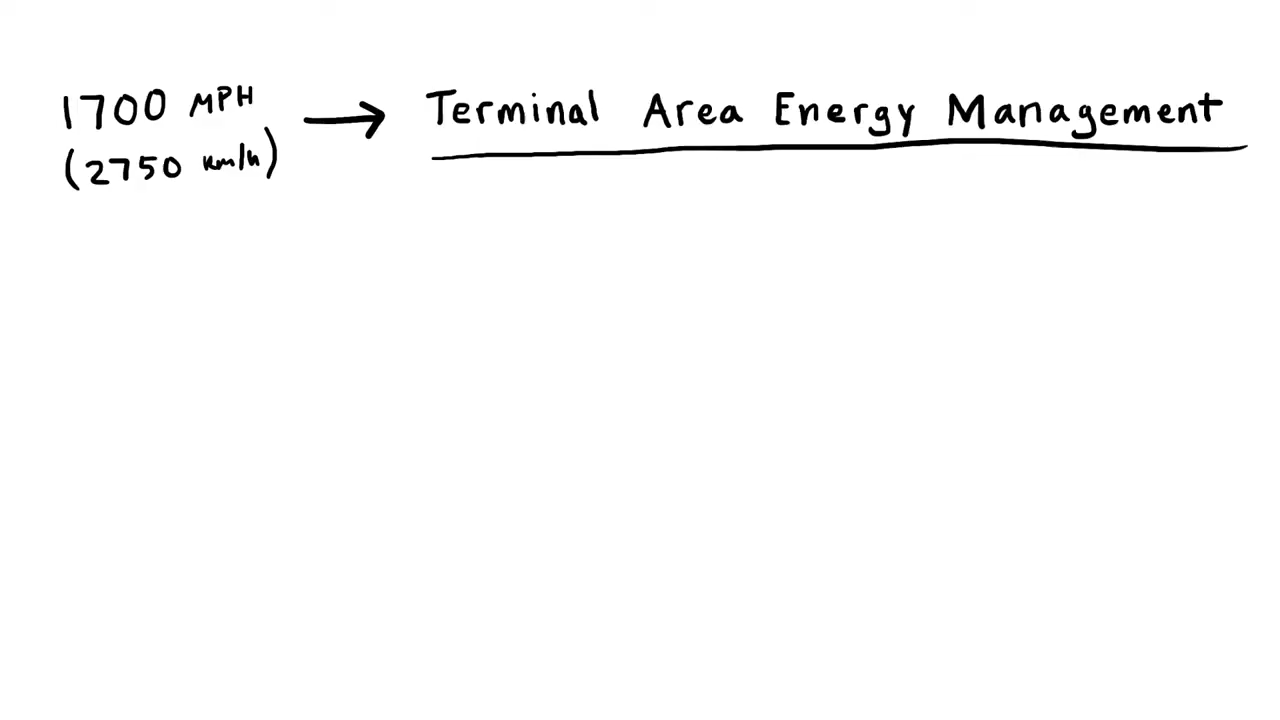 1700 MPH → Terminal Area Energy Management
(2750 km/h)